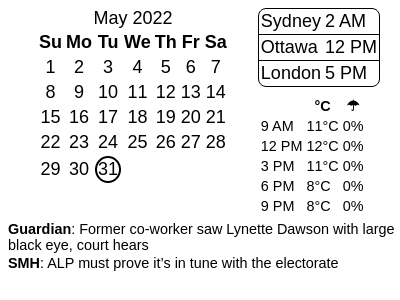 May 2022
Su Mo Tu We Th Fr Sa
1 2 3 4 5 6 7
8 9 10 11 12 13 14
15 16 17 18 19 20 21
22 23 24 25 26 27 28
29 30 31
Sydney 2 AM
Ottawa 12 PM
London 5 PM
°C ☂
9 AM 11°C 0%
12 PM 12°C 0%
3 PM 11°C 0%
6 PM 8°C 0%
9 PM 8°C 0%
Guardian: Former co-worker saw Lynette Dawson with large
black eye, court hears
SMH: ALP must prove it’s in tune with the electorate